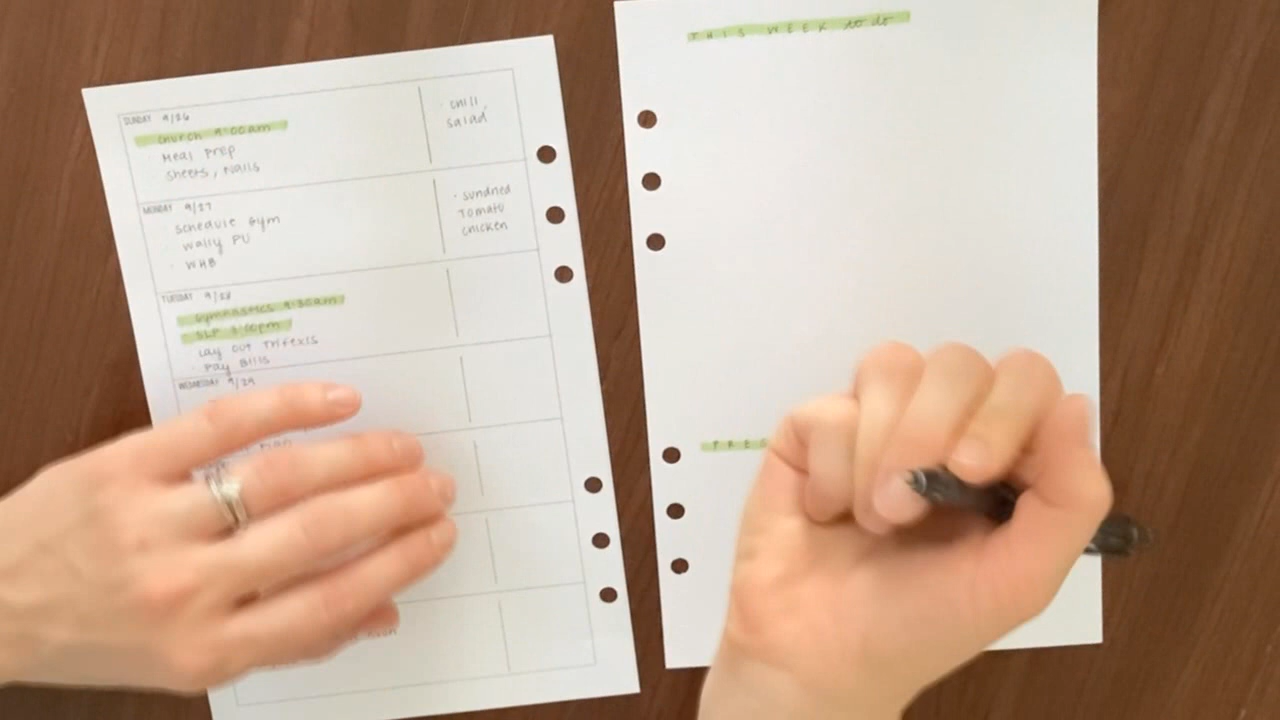 SUNDAY 9/26
church 9:00am
Meal Prep
sheets, Nails
· chill,
salad
MONDAY 9/27
schedule Gym
wally PU
· WHB
· sundried
Tomato
chicken
TUESDAY 9/28
Gymnastics 9:30am
SLP 3:00pm
Lay out Trifexis
· Pay Bills
WEDNESDAY 9/29
THIS WEEK to do
PRE